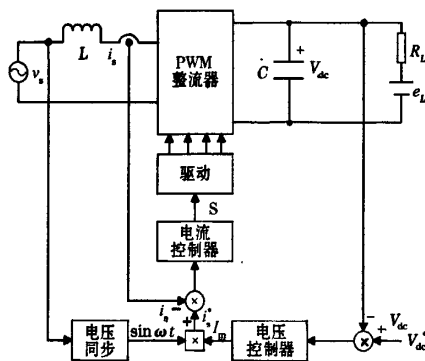 L
i_s
v_s
PWM
整流器
C
+
V_dc
R_L
e_L
驱动
S
电流
控制器
×
i_s
−
+
i_s*
I_m
电压
同步
sin ω t
×
电压
控制器
−
+
×
V_dc
V_dc*